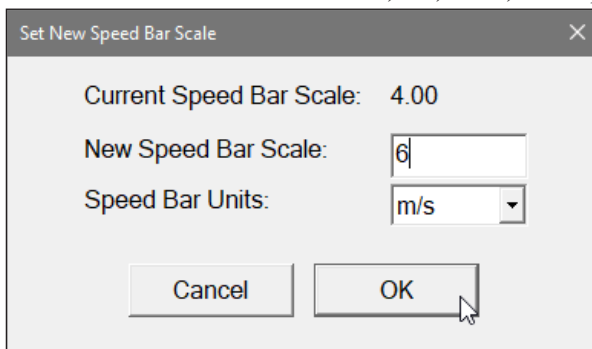 Set New Speed Bar Scale
Current Speed Bar Scale: 4.00
New Speed Bar Scale: 6
Speed Bar Units: m/s
Cancel OK